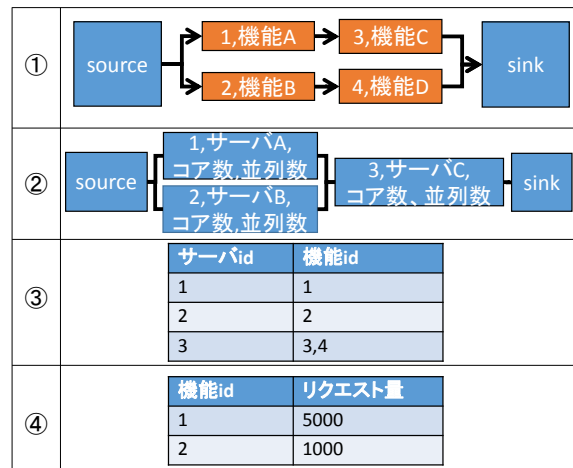 ①
source
1,機能A
3,機能C
2,機能B
4,機能D
sink
②
source
1,サーバA,
コア数,並列数
2,サーバB,
コア数,並列数
3,サーバC,
コア数、並列数
sink
③
サーバid 機能id
1 1
2 2
3 3,4
④
機能id リクエスト量
1 5000
2 1000